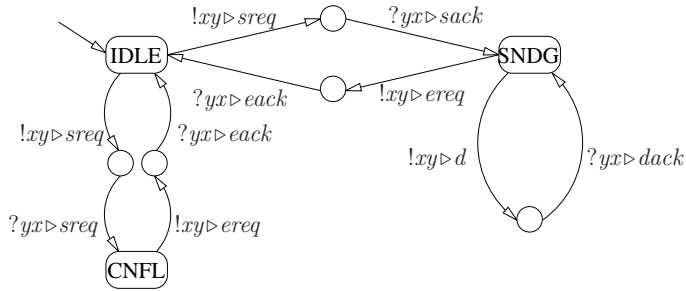 !xy▹sreq
?yx▹sack
IDLE
SNDG
?yx▹eack
!xy▹ereq
!xy▹sreq
?yx▹eack
!xy▹d
?yx▹dack
?yx▹sreq
!xy▹ereq
CNFL